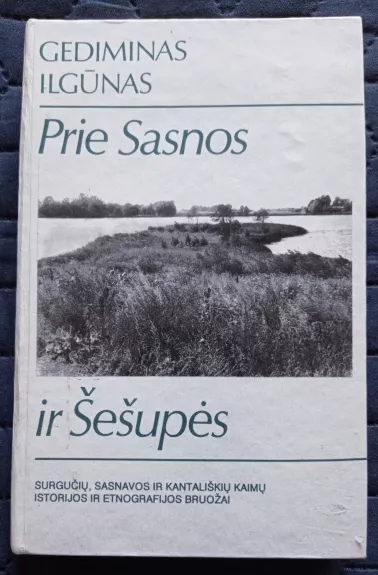 GEDIMINAS
ILGŪNAS
Prie Sasnos
ir Šešupės
SURGUČIŲ, SASNAVOS IR KANTALIŠKIŲ KAIMŲ
ISTORIJOS IR ETNOGRAFIJOS BRUOŽAI